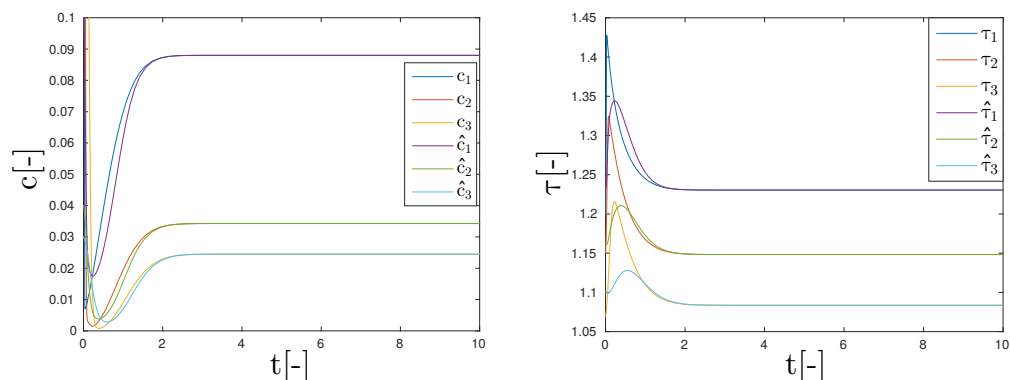 0.1
0.09
0.08
0.07
0.06
0.05
0.04
0.03
0.02
0.01
0
c[-]
0 2 4 6 8 10
t[-]
c₁
c₂
c₃
ĉ₁
ĉ₂
ĉ₃
1.45
1.4
1.35
1.3
1.25
1.2
1.15
1.1
1.05
τ[-]
0 2 4 6 8 10
t[-]
τ₁
τ₂
τ₃
τ̂₁
τ̂₂
τ̂₃